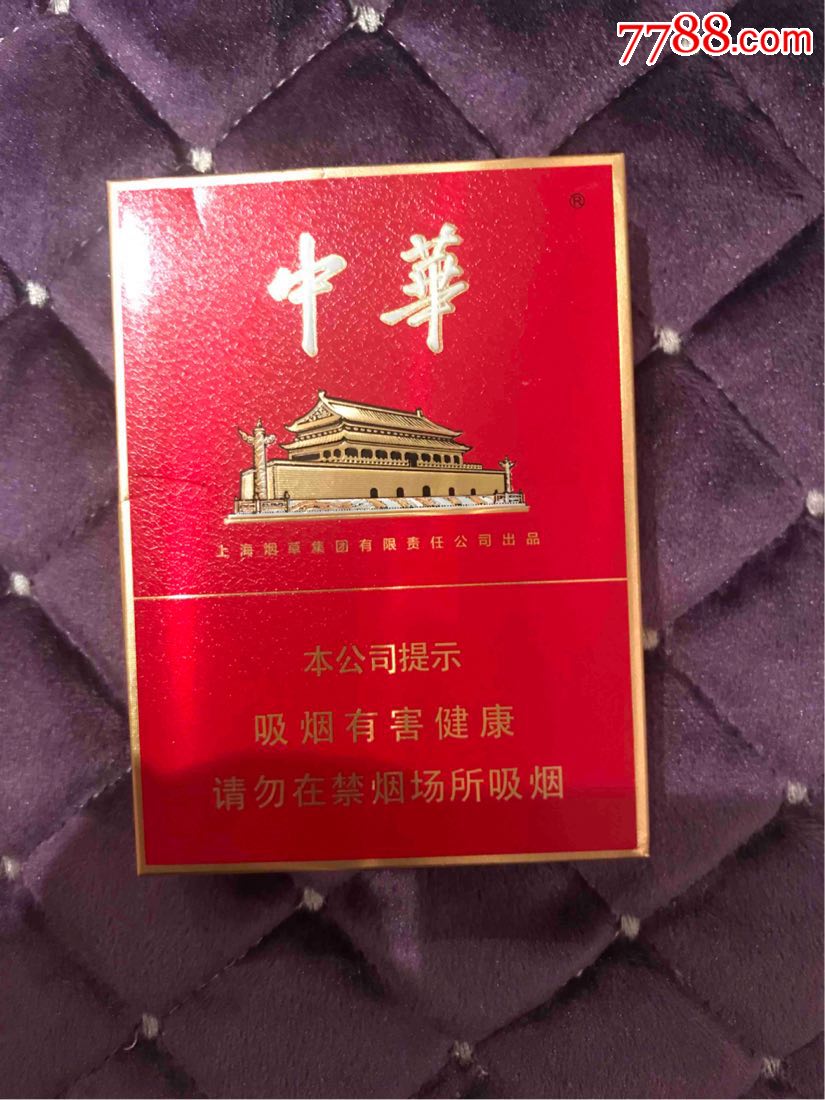 7788.com
®
中華
上海烟草集团有限责任公司出品
本公司提示
吸烟有害健康
请勿在禁烟场所吸烟